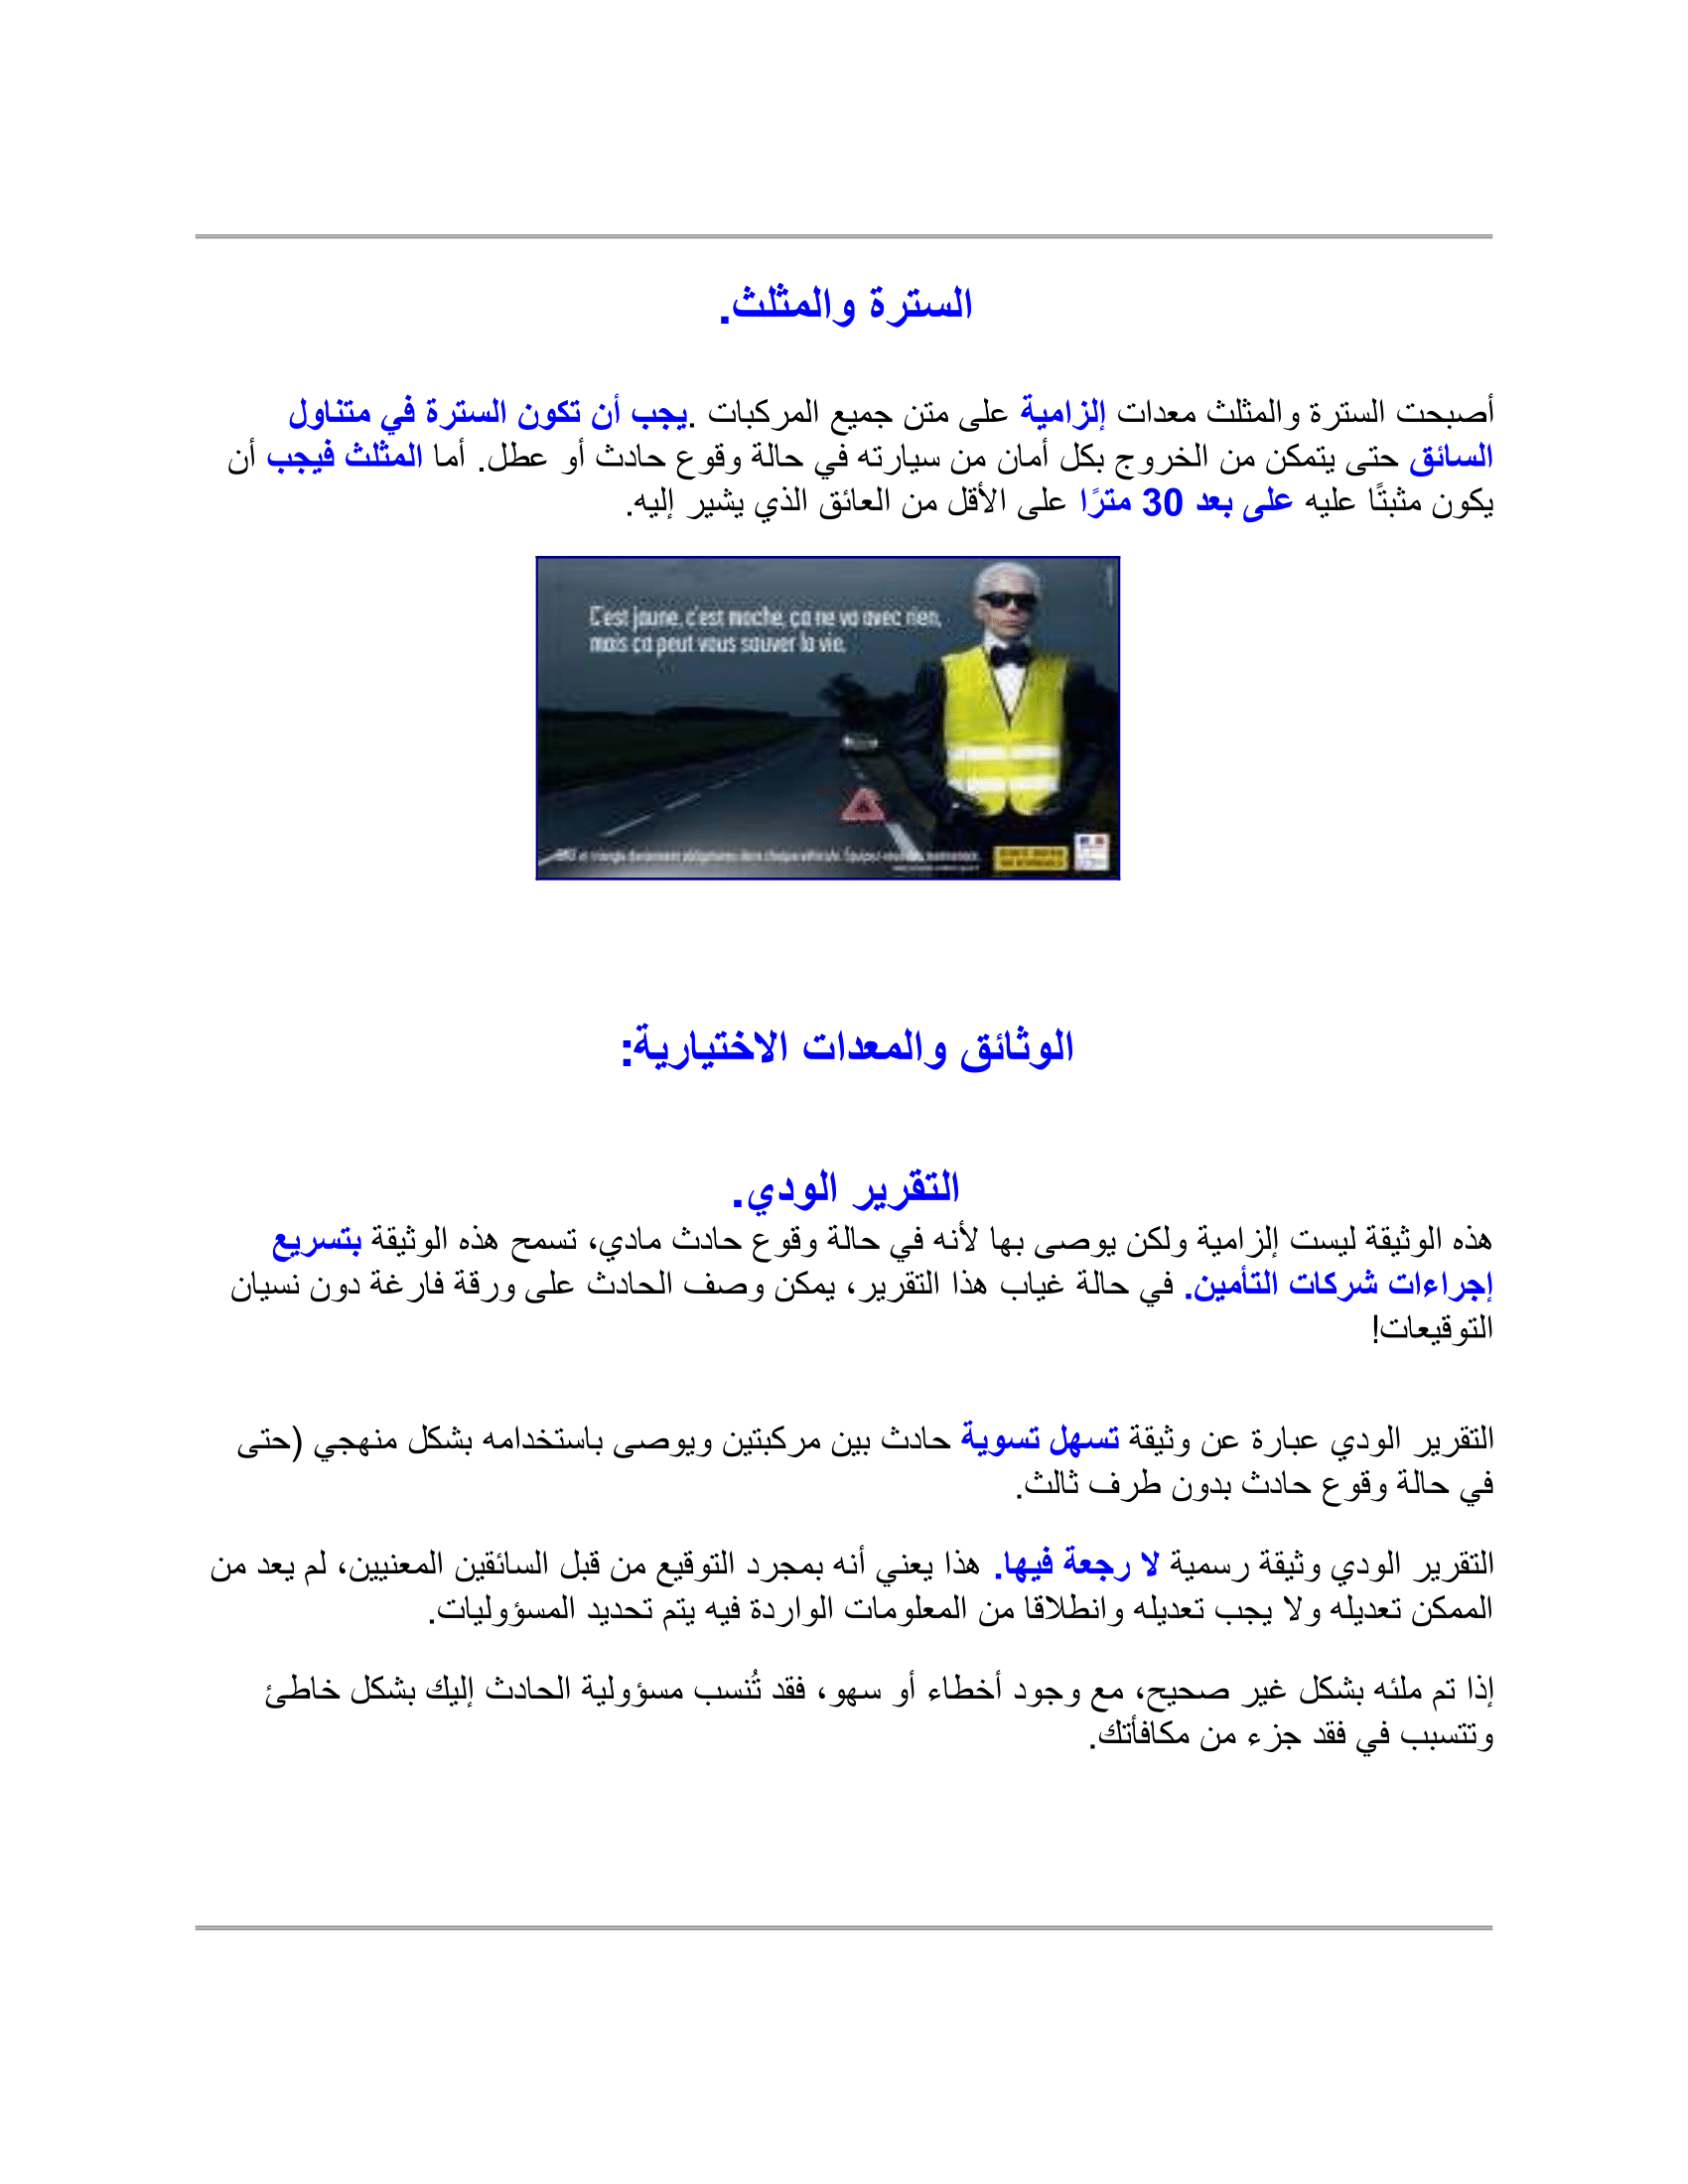 السترة والمثلث.
أصبحت السترة والمثلث معدات إلزامية على متن جميع المركبات .يجب أن تكون السترة في متناول
السائق حتى يتمكن من الخروج بكل أمان من سيارته في حالة وقوع حادث أو عطل. أما المثلث فيجب أن
يكون مثبتًا عليه على بعد 30 مترًا على الأقل من العائق الذي يشير إليه.
C'est jaune, c'est moche, ça ne va avec rien,
mais ça peut vous sauver la vie.
الوثائق والمعدات الاختيارية:
التقرير الودي.
هذه الوثيقة ليست إلزامية ولكن يوصى بها لأنه في حالة وقوع حادث مادي، تسمح هذه الوثيقة بتسريع
إجراءات شركات التأمين. في حالة غياب هذا التقرير، يمكن وصف الحادث على ورقة فارغة دون نسيان
التوقيعات!
التقرير الودي عبارة عن وثيقة تسهل تسوية حادث بين مركبتين ويوصى باستخدامه بشكل منهجي (حتى
في حالة وقوع حادث بدون طرف ثالث.
التقرير الودي وثيقة رسمية لا رجعة فيها. هذا يعني أنه بمجرد التوقيع من قبل السائقين المعنيين، لم يعد من
الممكن تعديله ولا يجب تعديله وانطلاقا من المعلومات الواردة فيه يتم تحديد المسؤوليات.
إذا تم ملئه بشكل غير صحيح، مع وجود أخطاء أو سهو، فقد تُنسب مسؤولية الحادث إليك بشكل خاطئ
وتتسبب في فقد جزء من مكافأتك.